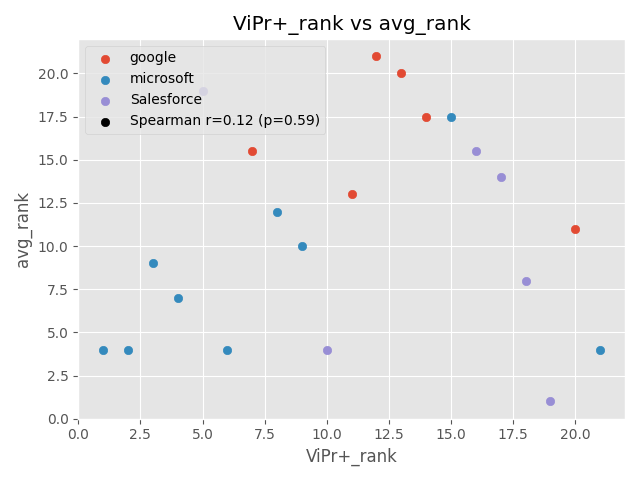 ViPr+_rank vs avg_rank
google
microsoft
Salesforce
Spearman r=0.12 (p=0.59)
avg_rank
20.0
17.5
15.0
12.5
10.0
7.5
5.0
2.5
0.0
0.0 2.5 5.0 7.5 10.0 12.5 15.0 17.5 20.0
ViPr+_rank